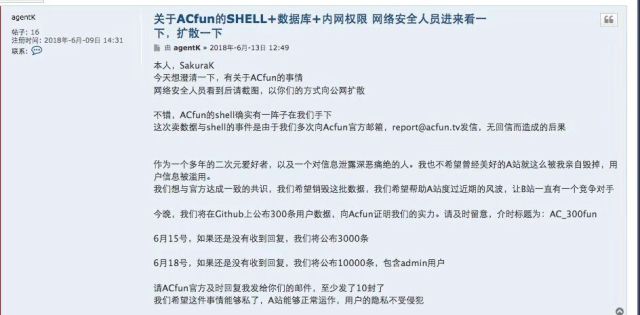 agentK
帖子: 16
注册时间: 2018-6月-09日 14:31
联系:
关于ACfun的SHELL+数据库+内网权限 网络安全人员进来看一
下，扩散一下
由 agentK » 2018-6月-13日 12:49
本人，SakuraK
今天想澄清一下，有关于ACfun的事情
网络安全人员看到后请截图，以你们的方式向公网扩散
不错，ACfun的shell确实有一阵子在我们手下
这次卖数据与shell的事件是由于我们多次向Acfun官方邮箱，report@acfun.tv发信，无回信而造成的后果
作为一个多年的二次元爱好者，以及一个对信息泄露深恶痛绝的人。我也不希望曾经美好的A站就这么被我亲自毁掉，用
户信息被滥用。
我们想与官方达成一致的共识，我们希望销毁这批数据，我们希望帮助A站度过近期的风波，让B站一直有一个竞争对手
今晚，我们将在Github上公布300条用户数据，向Acfun证明我们的实力。请及时留意，介时标题为：AC_300fun
6月15号，如果还是没有收到回复，我们将公布3000条
6月18号，如果还是没有收到回复，我们将公布10000条，包含admin用户
请ACfun官方及时回复我发给你们的邮件，至少发了10封了
我们希望这件事情能够私了，A站能够正常运作，用户的隐私不受侵犯